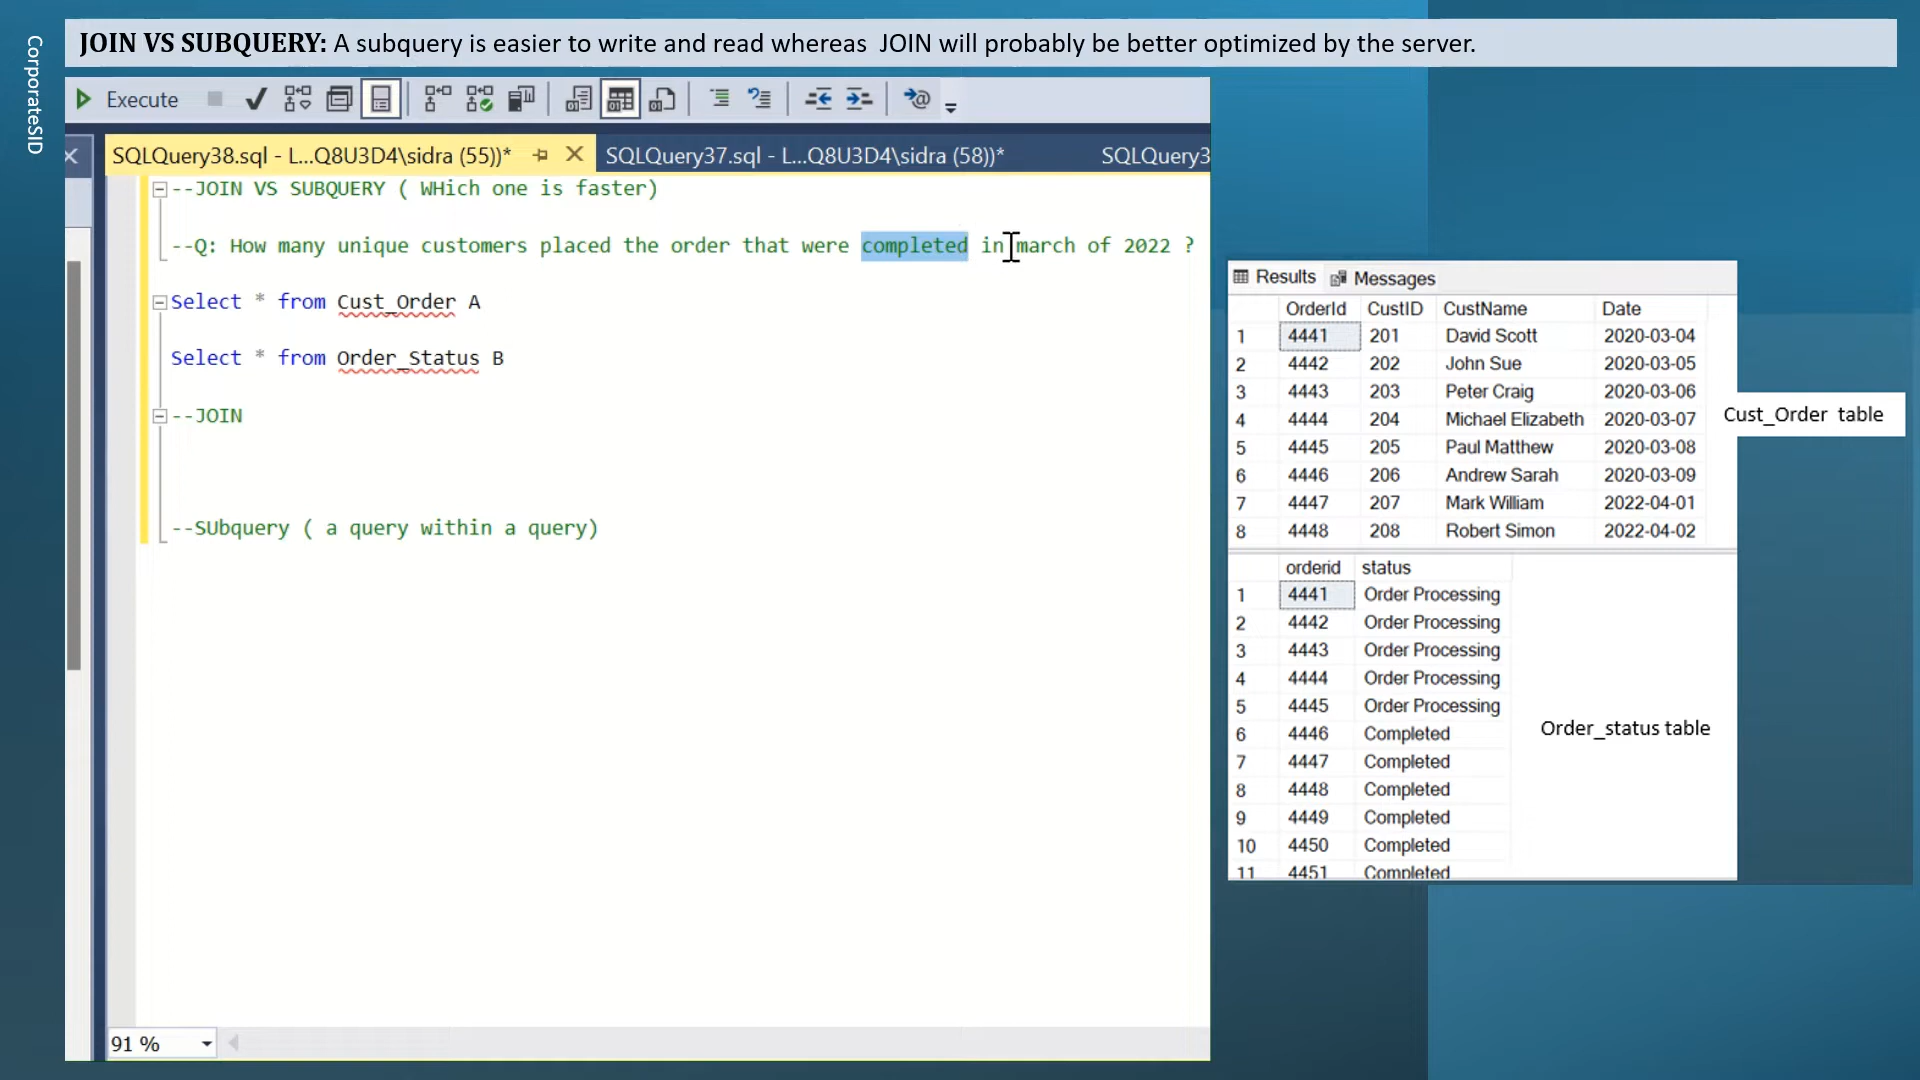 CorporateSID
JOIN VS SUBQUERY: A subquery is easier to write and read whereas JOIN will probably be better optimized by the server.
Execute
SQLQuery38.sql - L...Q8U3D4\sidra (55))*
SQLQuery37.sql - L...Q8U3D4\sidra (58))*
SQLQuery3
--JOIN VS SUBQUERY ( WHich one is faster)
--Q: How many unique customers placed the order that were completed in march of 2022 ?
Select * from Cust_Order A
Select * from Order_Status B
--JOIN
--SUbquery ( a query within a query)
91 %
Results Messages
OrderId CustID CustName Date
1 4441 201 David Scott 2020-03-04
2 4442 202 John Sue 2020-03-05
3 4443 203 Peter Craig 2020-03-06
4 4444 204 Michael Elizabeth 2020-03-07
5 4445 205 Paul Matthew 2020-03-08
6 4446 206 Andrew Sarah 2020-03-09
7 4447 207 Mark William 2022-04-01
8 4448 208 Robert Simon 2022-04-02
Cust_Order table
orderid status
1 4441 Order Processing
2 4442 Order Processing
3 4443 Order Processing
4 4444 Order Processing
5 4445 Order Processing
6 4446 Completed
7 4447 Completed
8 4448 Completed
9 4449 Completed
10 4450 Completed
11 4451 Completed
Order_status table